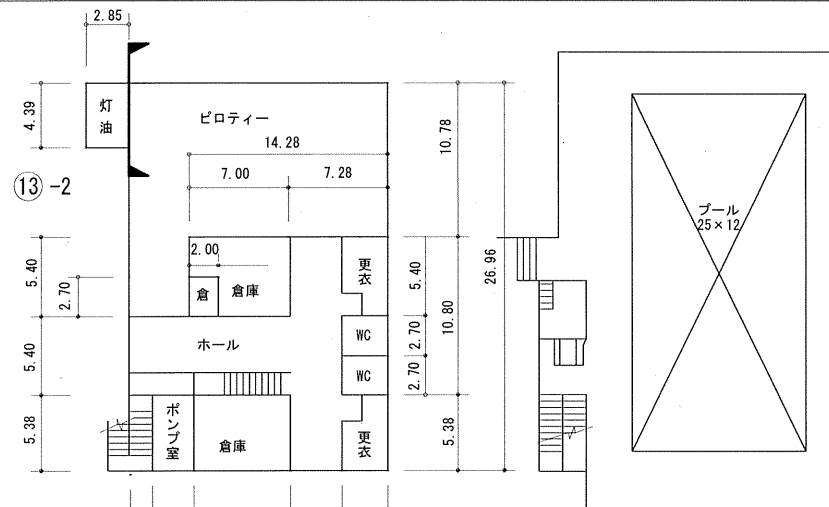 2.85
4.39
灯油
ピロティー
14.28
7.00
7.28
10.78
⑬-2
プール
25×12
2.00
5.40
2.70
倉
倉庫
更衣
5.40
10.80
26.96
ホール
5.40
WC
2.70
WC
2.70
5.38
ポンプ室
倉庫
更衣
5.38